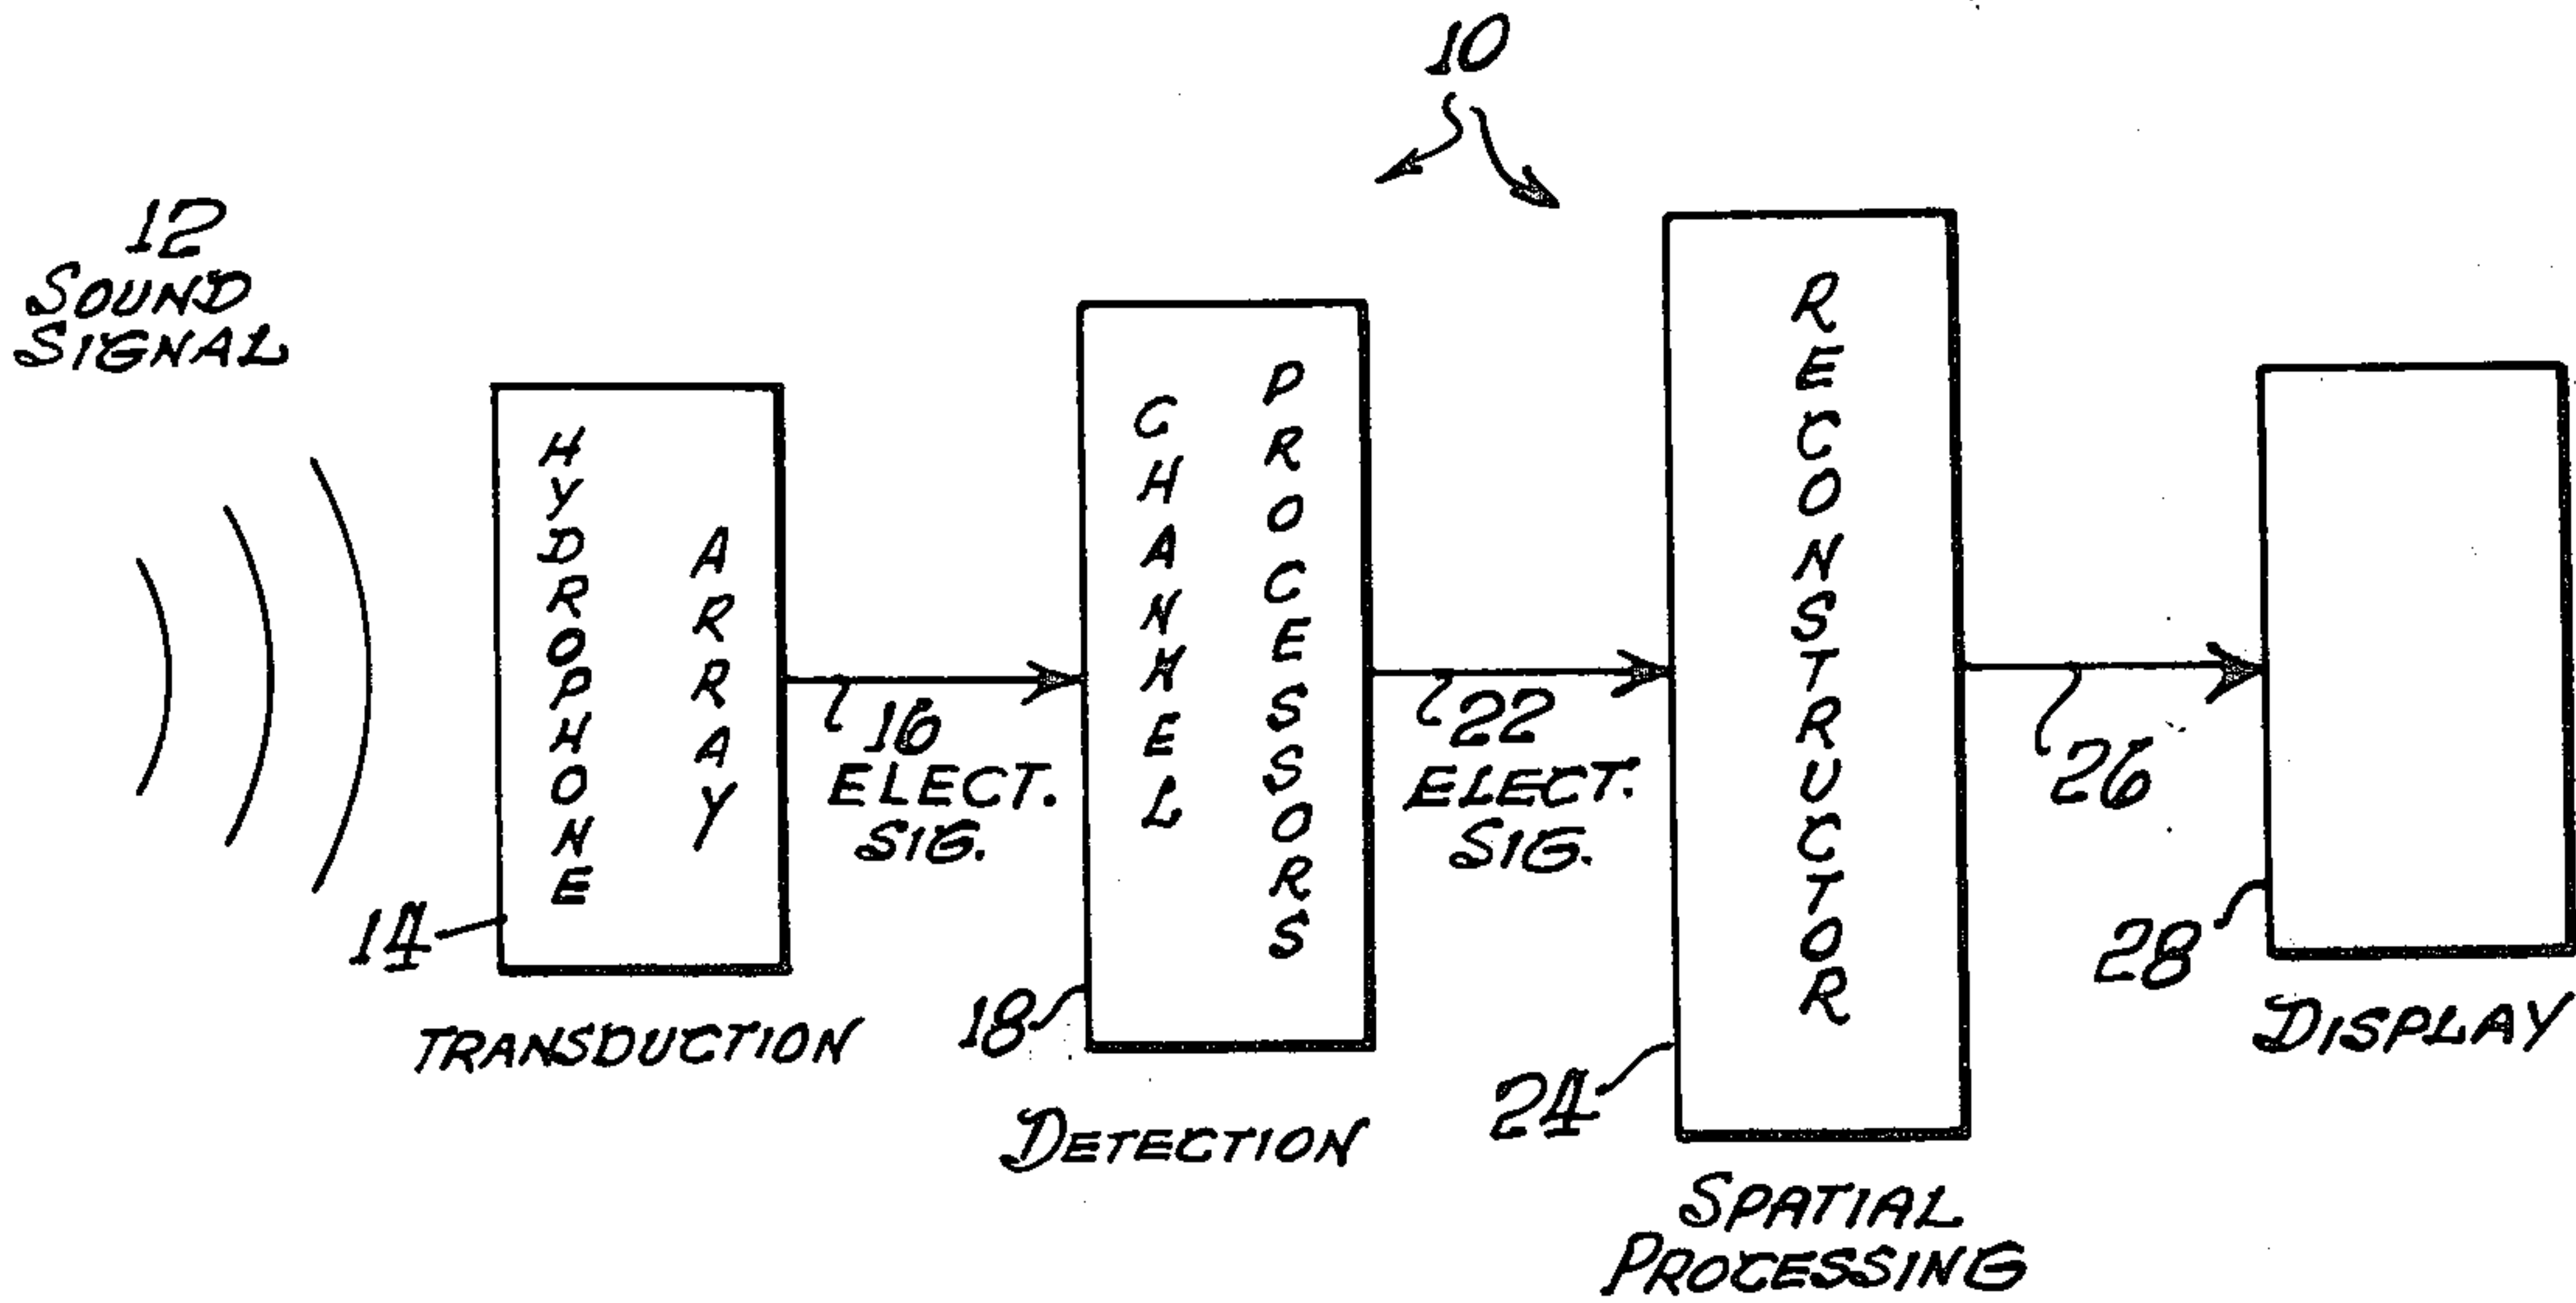 10
12
SOUND
SIGNAL
HYDROPHONE
ARRAY
14
TRANSDUCTION
16
ELECT.
SIG.
CHANNEL
PROCESSORS
18
DETECTION
22
ELECT.
SIG.
RECONSTRUCTOR
24
SPATIAL
PROCESSING
26
28
DISPLAY